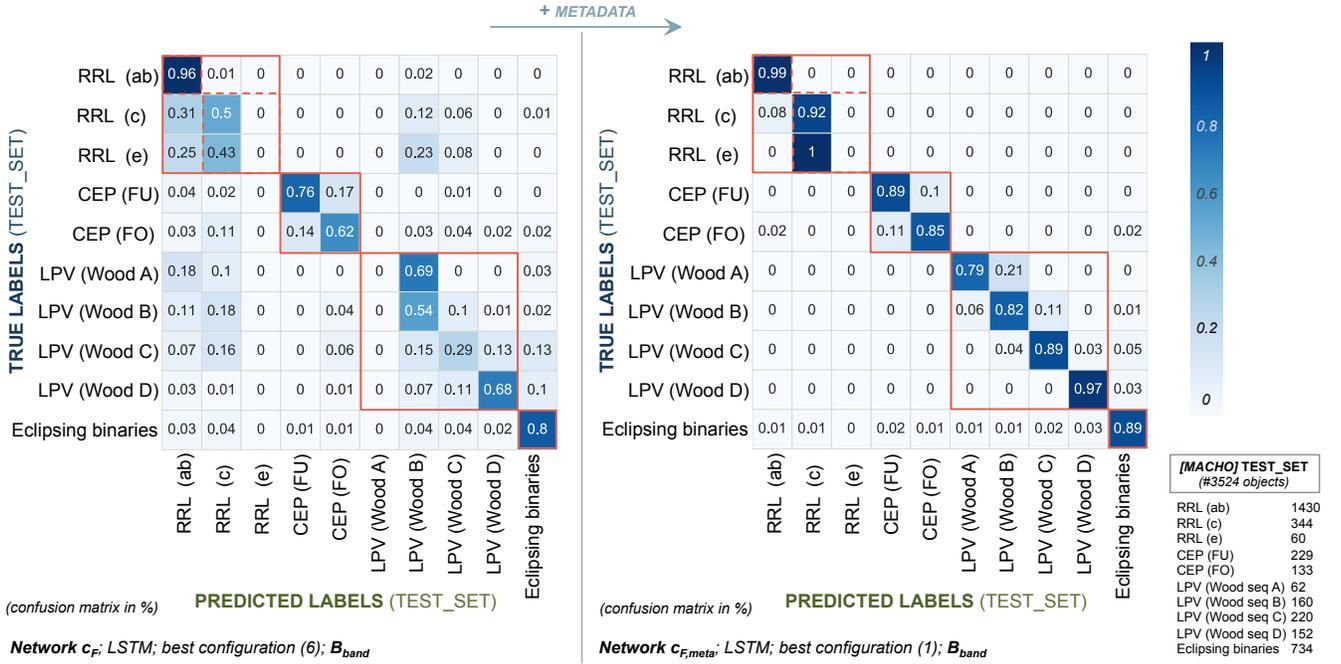 + METADATA
RRL (ab) 0.96 0.01 0 0 0 0 0.02 0 0 0
RRL (c) 0.31 0.5 0 0 0 0 0.12 0.06 0 0.01
RRL (e) 0.25 0.43 0 0 0 0 0.23 0.08 0 0
CEP (FU) 0.04 0.02 0 0.76 0.17 0 0 0.01 0 0
CEP (FO) 0.03 0.11 0 0.14 0.62 0 0.03 0.04 0.02 0.02
LPV (Wood A) 0.18 0.1 0 0 0 0 0.69 0 0 0.03
LPV (Wood B) 0.11 0.18 0 0 0.04 0 0.54 0.1 0.01 0.02
LPV (Wood C) 0.07 0.16 0 0 0.06 0 0.15 0.29 0.13 0.13
LPV (Wood D) 0.03 0.01 0 0 0.01 0 0.07 0.11 0.68 0.1
Eclipsing binaries 0.03 0.04 0 0.01 0.01 0 0.04 0.04 0.02 0.8
TRUE LABELS (TEST_SET)
RRL (ab)
RRL (c)
RRL (e)
CEP (FU)
CEP (FO)
LPV (Wood A)
LPV (Wood B)
LPV (Wood C)
LPV (Wood D)
Eclipsing binaries
PREDICTED LABELS (TEST_SET)
(confusion matrix in %)
Network cF; LSTM; best configuration (6); Bband
RRL (ab) 0.99 0 0 0 0 0 0 0 0 0
RRL (c) 0.08 0.92 0 0 0 0 0 0 0 0
RRL (e) 0 1 0 0 0 0 0 0 0 0
CEP (FU) 0 0 0 0.89 0.1 0 0 0 0 0
CEP (FO) 0.02 0 0 0.11 0.85 0 0 0 0 0.02
LPV (Wood A) 0 0 0 0 0 0.79 0.21 0 0 0
LPV (Wood B) 0 0 0 0 0 0.06 0.82 0.11 0 0.01
LPV (Wood C) 0 0 0 0 0 0 0.04 0.89 0.03 0.05
LPV (Wood D) 0 0 0 0 0 0 0 0 0.97 0.03
Eclipsing binaries 0.01 0.01 0 0.02 0.01 0.01 0.01 0.02 0.03 0.89
TRUE LABELS (TEST_SET)
RRL (ab)
RRL (c)
RRL (e)
CEP (FU)
CEP (FO)
LPV (Wood A)
LPV (Wood B)
LPV (Wood C)
LPV (Wood D)
Eclipsing binaries
PREDICTED LABELS (TEST_SET)
(confusion matrix in %)
Network cF,meta; LSTM; best configuration (1); Bband
1
0.8
0.6
0.4
0.2
0
[MACHO] TEST_SET
(#3524 objects)
RRL (ab) 1430
RRL (c) 344
RRL (e) 60
CEP (FU) 229
CEP (FO) 133
LPV (Wood seq A) 62
LPV (Wood seq B) 160
LPV (Wood seq C) 220
LPV (Wood seq D) 152
Eclipsing binaries 734